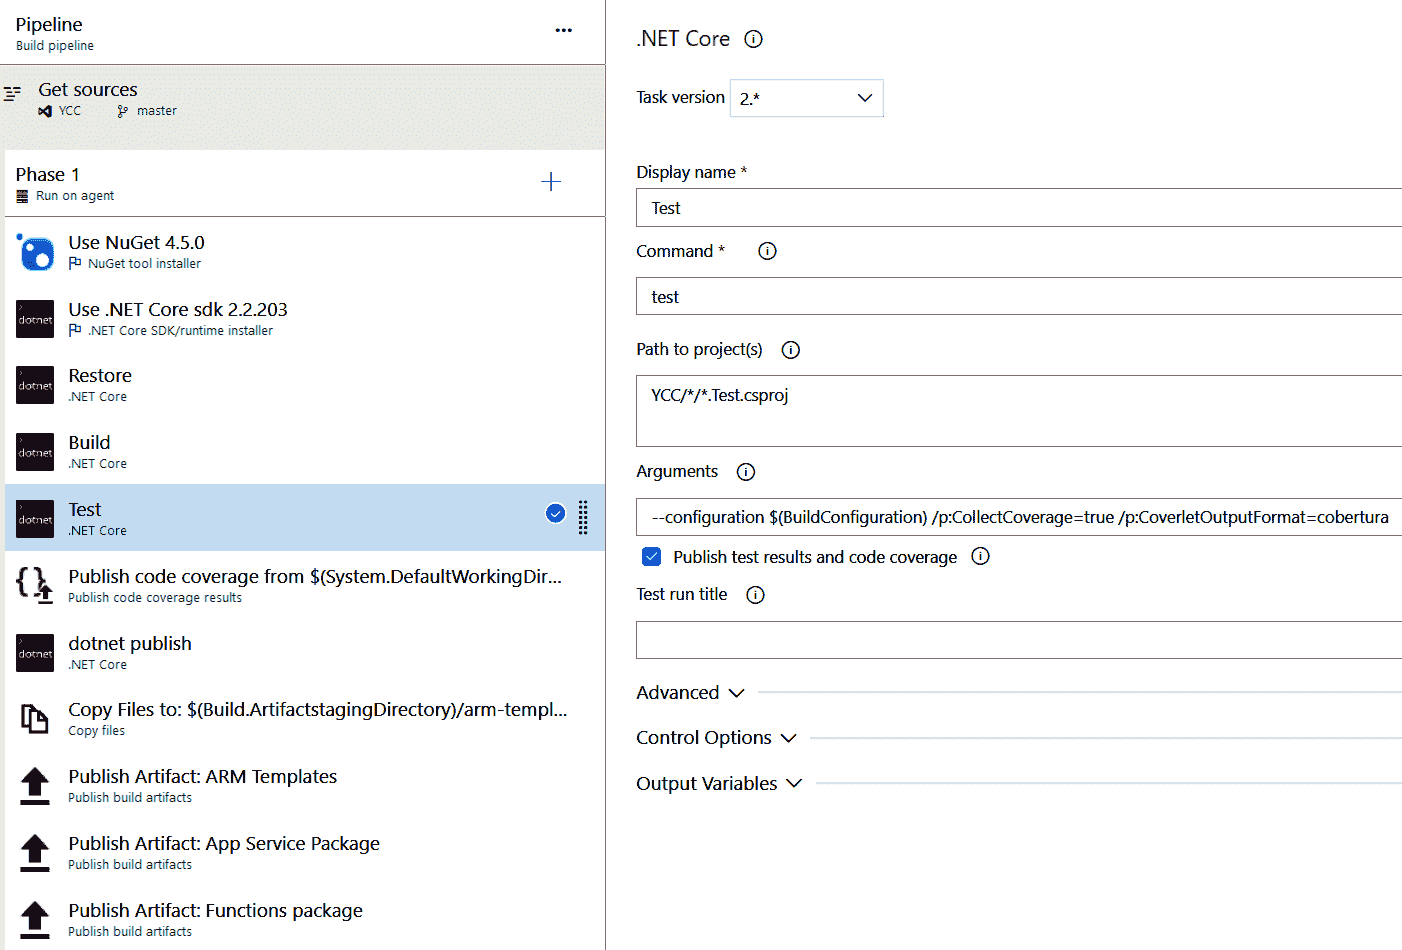 Pipeline
Build pipeline
...
Get sources
YCC master
Phase 1
Run on agent
Use NuGet 4.5.0
NuGet tool installer
dotnet
Use .NET Core sdk 2.2.203
.NET Core SDK/runtime installer
dotnet
Restore
.NET Core
dotnet
Build
.NET Core
dotnet
Test
.NET Core
Publish code coverage from $(System.DefaultWorkingDir...
Publish code coverage results
dotnet
dotnet publish
.NET Core
Copy Files to: $(Build.ArtifactstagingDirectory)/arm-templ...
Copy files
Publish Artifact: ARM Templates
Publish build artifacts
Publish Artifact: App Service Package
Publish build artifacts
Publish Artifact: Functions package
Publish build artifacts
.NET Core
Task version 2.*
Display name *
Test
Command *
test
Path to project(s)
YCC/*/*.Test.csproj
Arguments
--configuration $(BuildConfiguration) /p:CollectCoverage=true /p:CoverletOutputFormat=cobertura
Publish test results and code coverage
Test run title
Advanced
Control Options
Output Variables